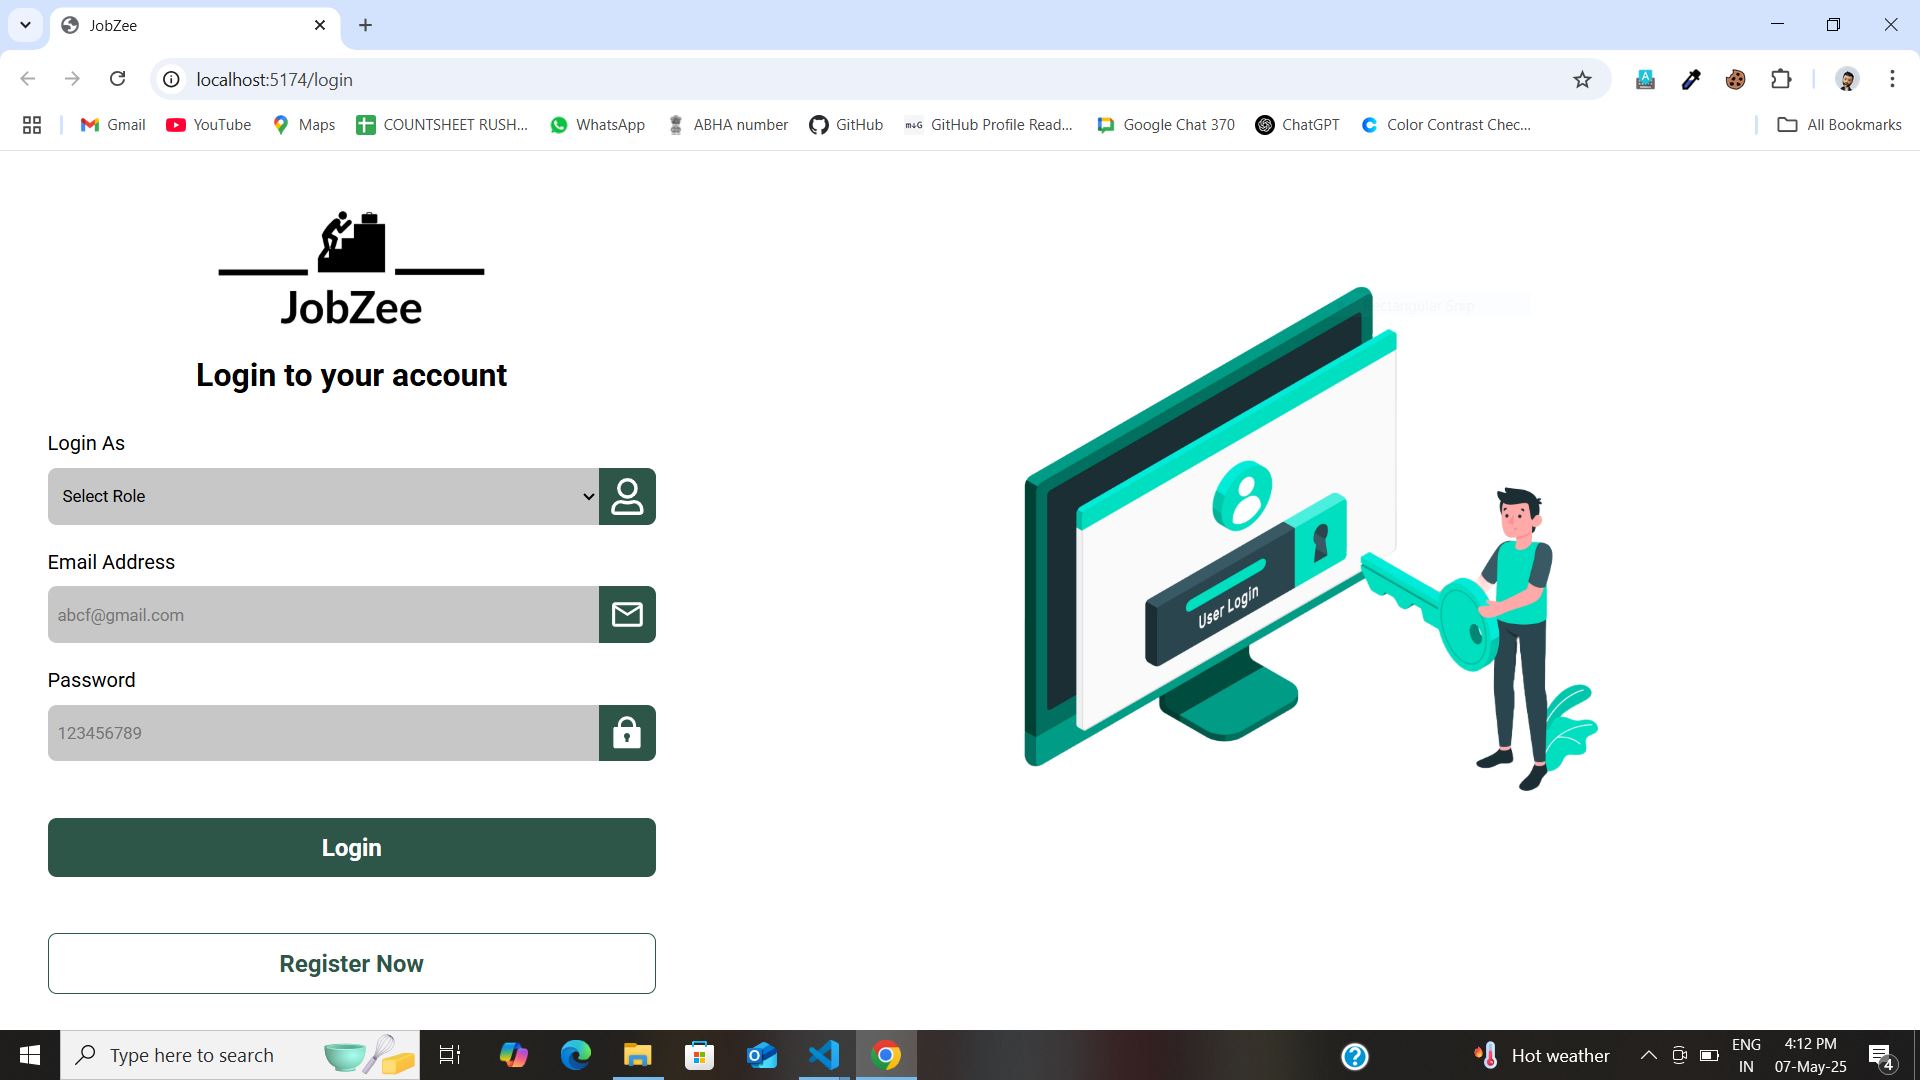 JobZee
localhost:5174/login
Gmail
YouTube
Maps
COUNTSHEET RUSH...
WhatsApp
ABHA number
GitHub
m+G GitHub Profile Read...
Google Chat 370
ChatGPT
Color Contrast Chec...
All Bookmarks
JobZee
Login to your account
Login As
Select Role
Email Address
abcf@gmail.com
Password
123456789
Login
Register Now
Rectangular Snip
User Login
Type here to search
Hot weather
ENG
IN
4:12 PM
07-May-25
4